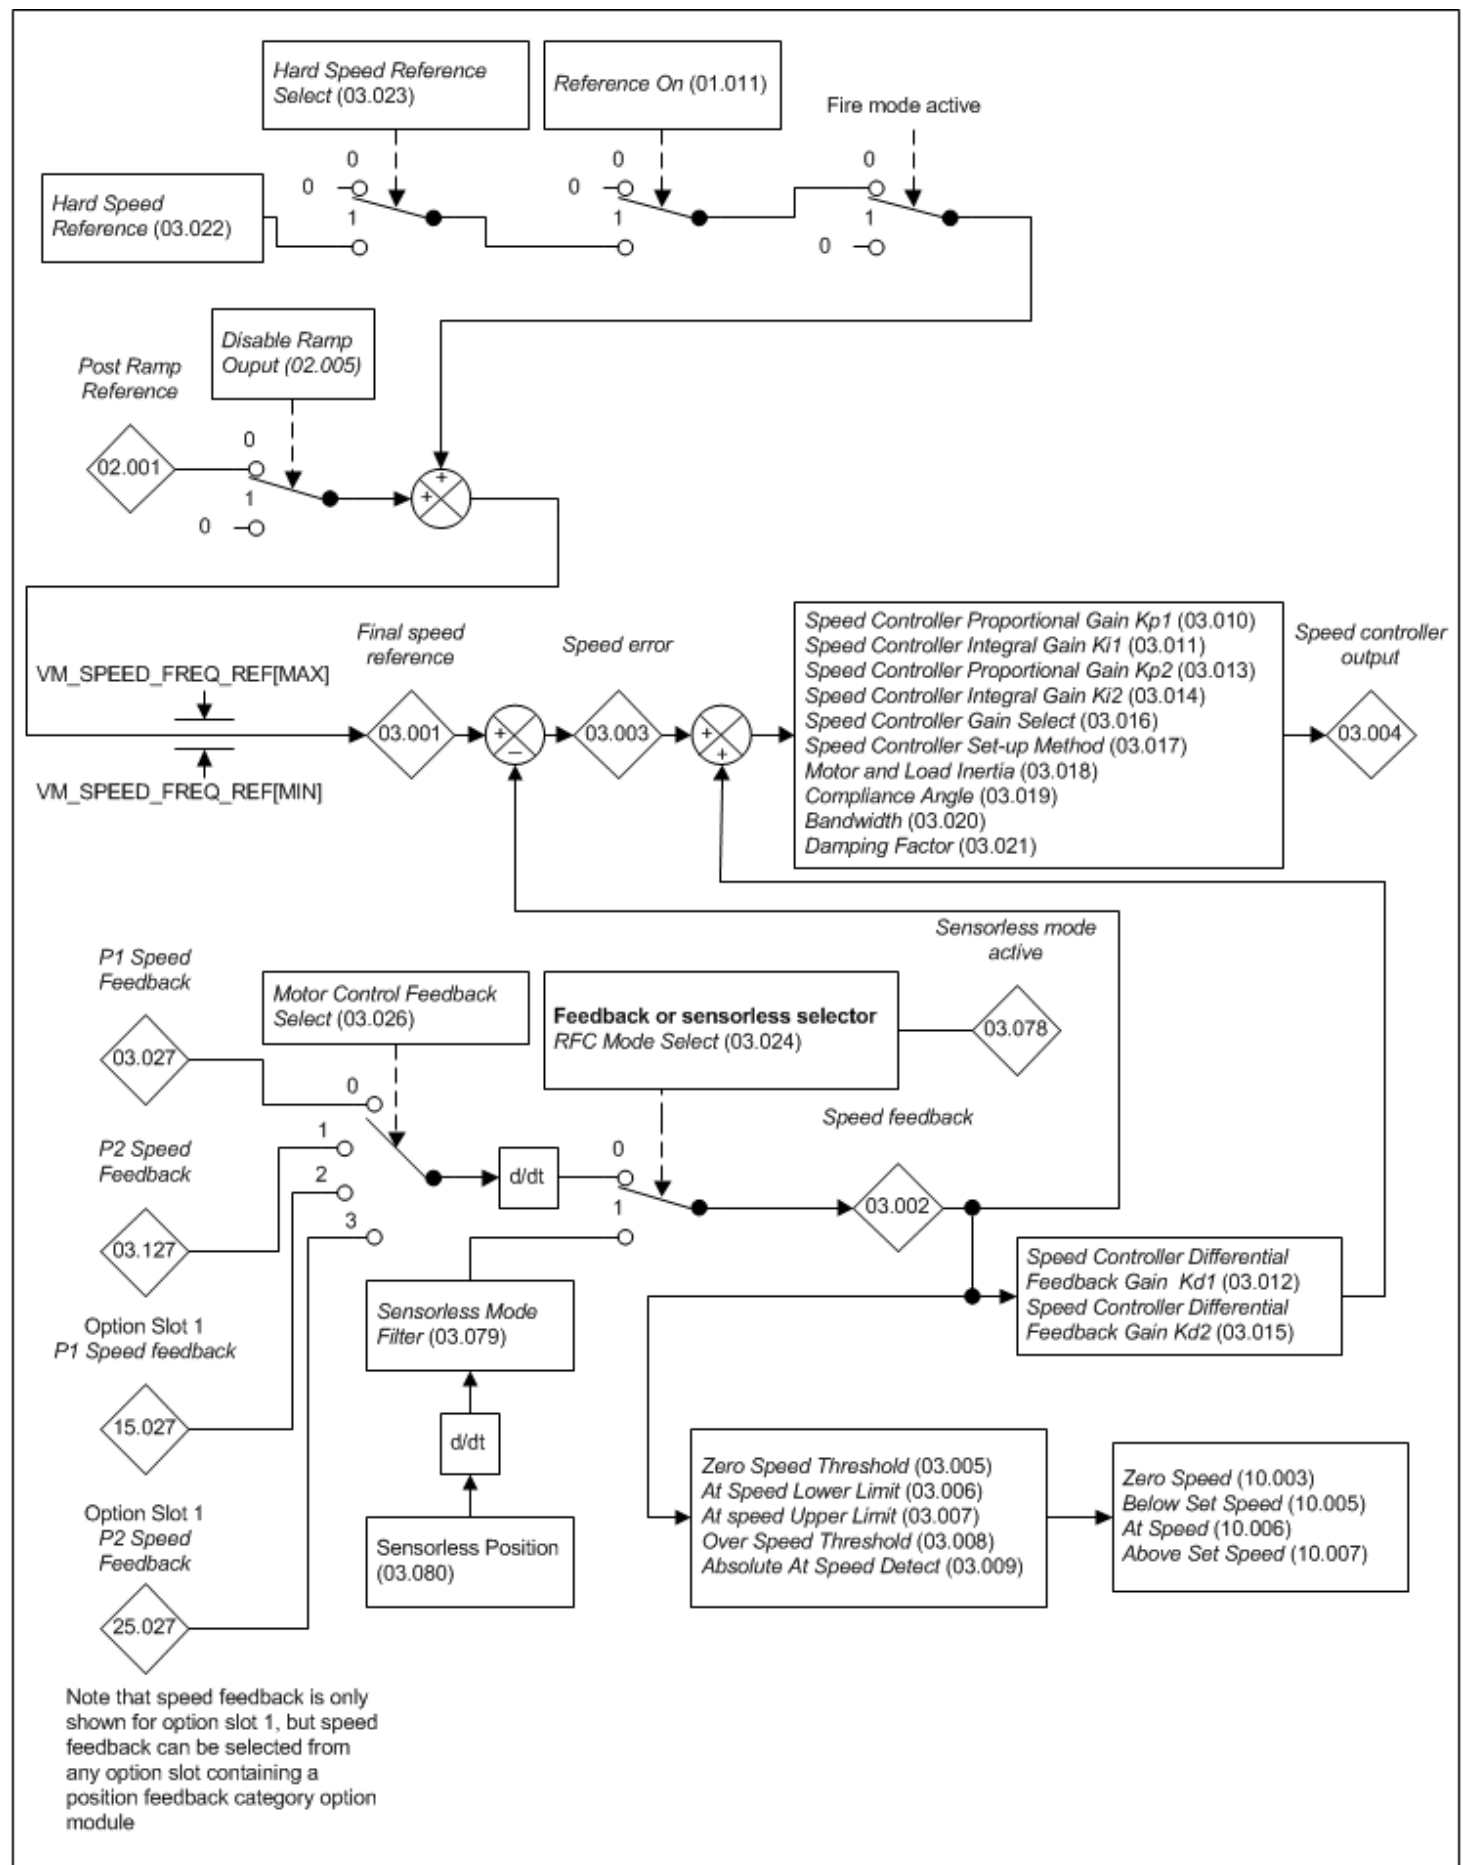 Hard Speed Reference
Select (03.023)
Reference On (01.011)
Fire mode active
0
0
0
0
0
Hard Speed
Reference (03.022)
1
1
1
0
Disable Ramp
Ouput (02.005)
Post Ramp
Reference
0
02.001
+
+
1
0
Speed Controller Proportional Gain Kp1 (03.010)
Speed Controller Integral Gain Ki1 (03.011)
Speed Controller Proportional Gain Kp2 (03.013)
Speed Controller Integral Gain Ki2 (03.014)
Speed Controller Gain Select (03.016)
Speed Controller Set-up Method (03.017)
Motor and Load Inertia (03.018)
Compliance Angle (03.019)
Bandwidth (03.020)
Damping Factor (03.021)
Final speed
reference
Speed error
Speed controller
output
VM_SPEED_FREQ_REF[MAX]
03.001
+
–
03.003
+
+
03.004
VM_SPEED_FREQ_REF[MIN]
Sensorless mode
active
P1 Speed
Feedback
Motor Control Feedback
Select (03.026)
Feedback or sensorless selector
RFC Mode Select (03.024)
03.078
03.027
0
Speed feedback
P2 Speed
Feedback
1
0
2
d/dt
1
03.002
3
03.127
Speed Controller Differential
Feedback Gain Kd1 (03.012)
Speed Controller Differential
Feedback Gain Kd2 (03.015)
Sensorless Mode
Filter (03.079)
Option Slot 1
P1 Speed feedback
15.027
d/dt
Zero Speed Threshold (03.005)
At Speed Lower Limit (03.006)
At speed Upper Limit (03.007)
Over Speed Threshold (03.008)
Absolute At Speed Detect (03.009)
Zero Speed (10.003)
Below Set Speed (10.005)
At Speed (10.006)
Above Set Speed (10.007)
Option Slot 1
P2 Speed
Feedback
Sensorless Position
(03.080)
25.027
Note that speed feedback is only
shown for option slot 1, but speed
feedback can be selected from
any option slot containing a
position feedback category option
module